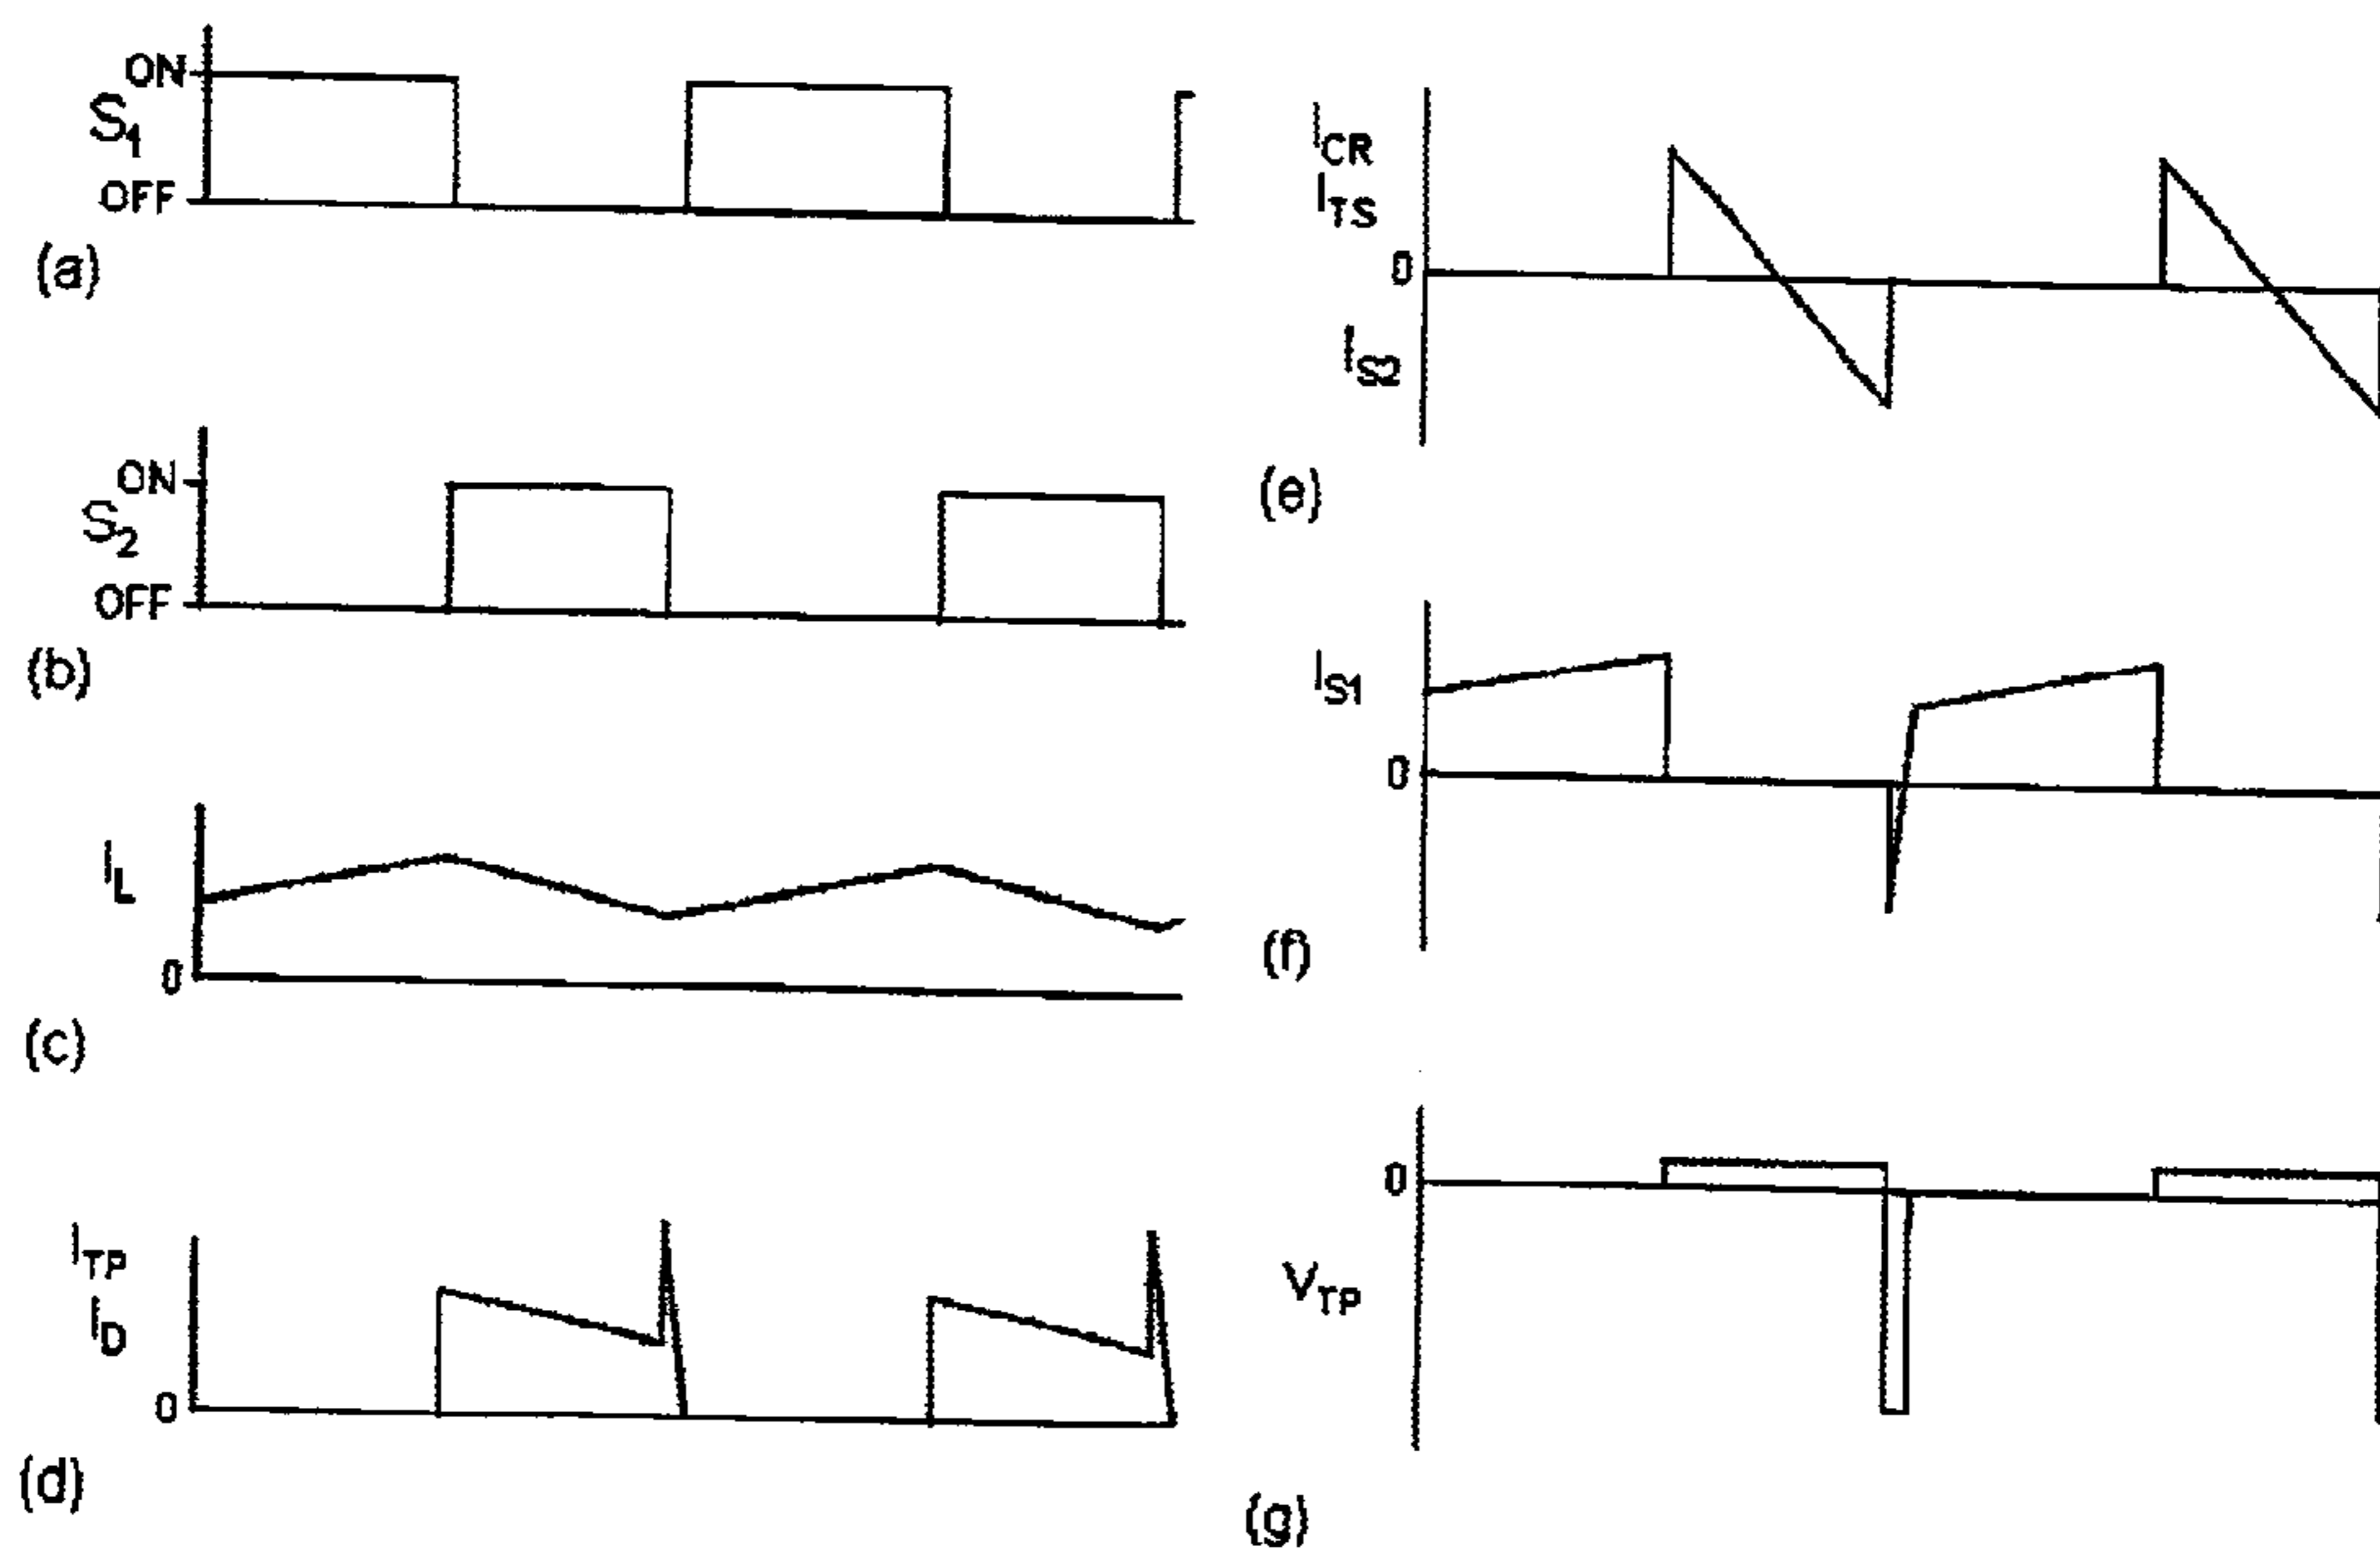 ON
S1
OFF
(a)
ON
S2
OFF
(b)
IL
0
(c)
ITP
ID
0
(d)
ICR
ITS
0
IS2
(e)
IS1
0
(f)
0
VTP
(g)